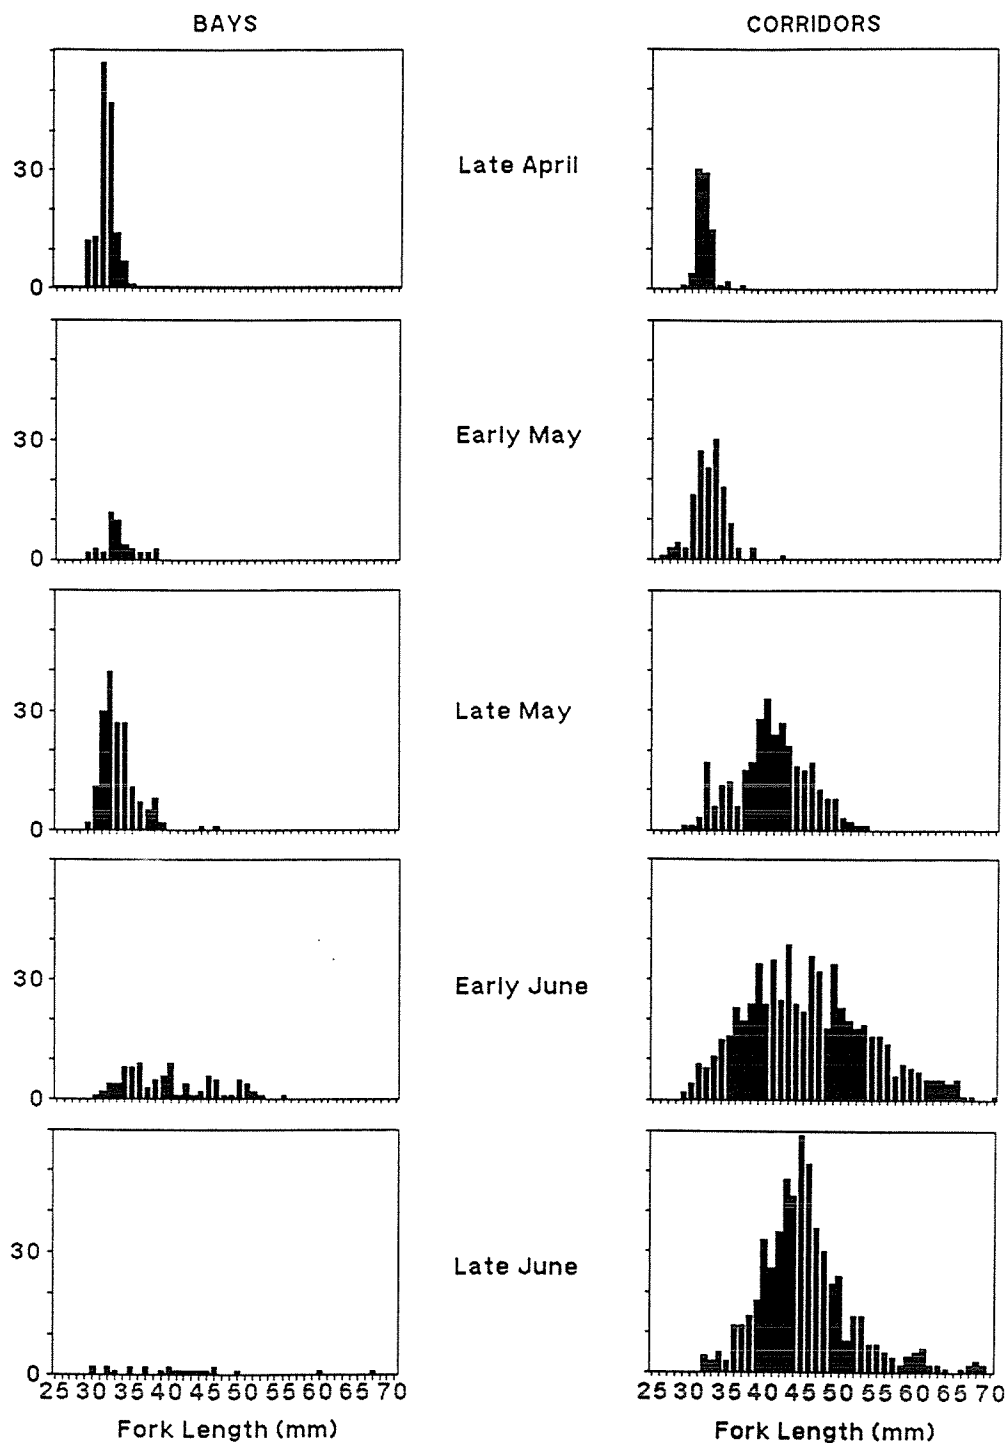 BAYS CORRIDORS
30 Late April
0
30 Early May
0
30 Late May
0
30 Early June
0
30 Late June
0
25 30 35 40 45 50 55 60 65 70 25 30 35 40 45 50 55 60 65 70
Fork Length (mm) Fork Length (mm)